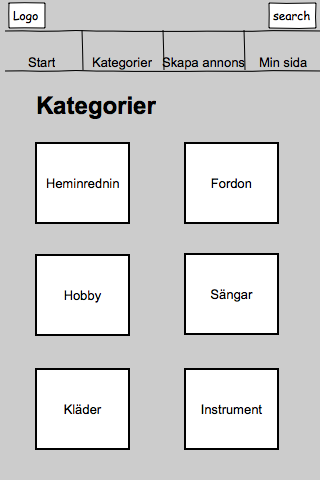 Logo
search
Start
Kategorier
Skapa annons
Min sida
Kategorier
Heminrednin
Fordon
Hobby
Sängar
Kläder
Instrument